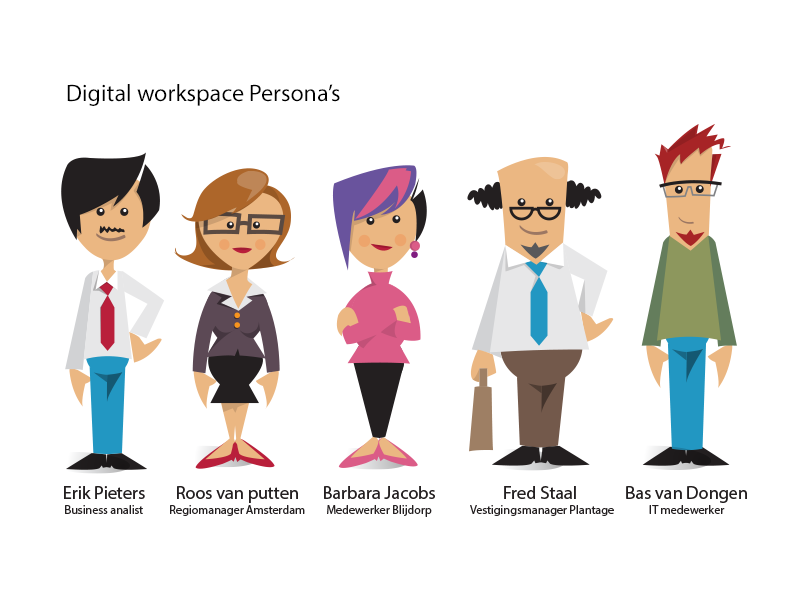 Digital workspace Persona’s
Erik Pieters
Business analist
Roos van putten
Regiomanager Amsterdam
Barbara Jacobs
Medewerker Blijdorp
Fred Staal
Vestigingsmanager Plantage
Bas van Dongen
IT medewerker